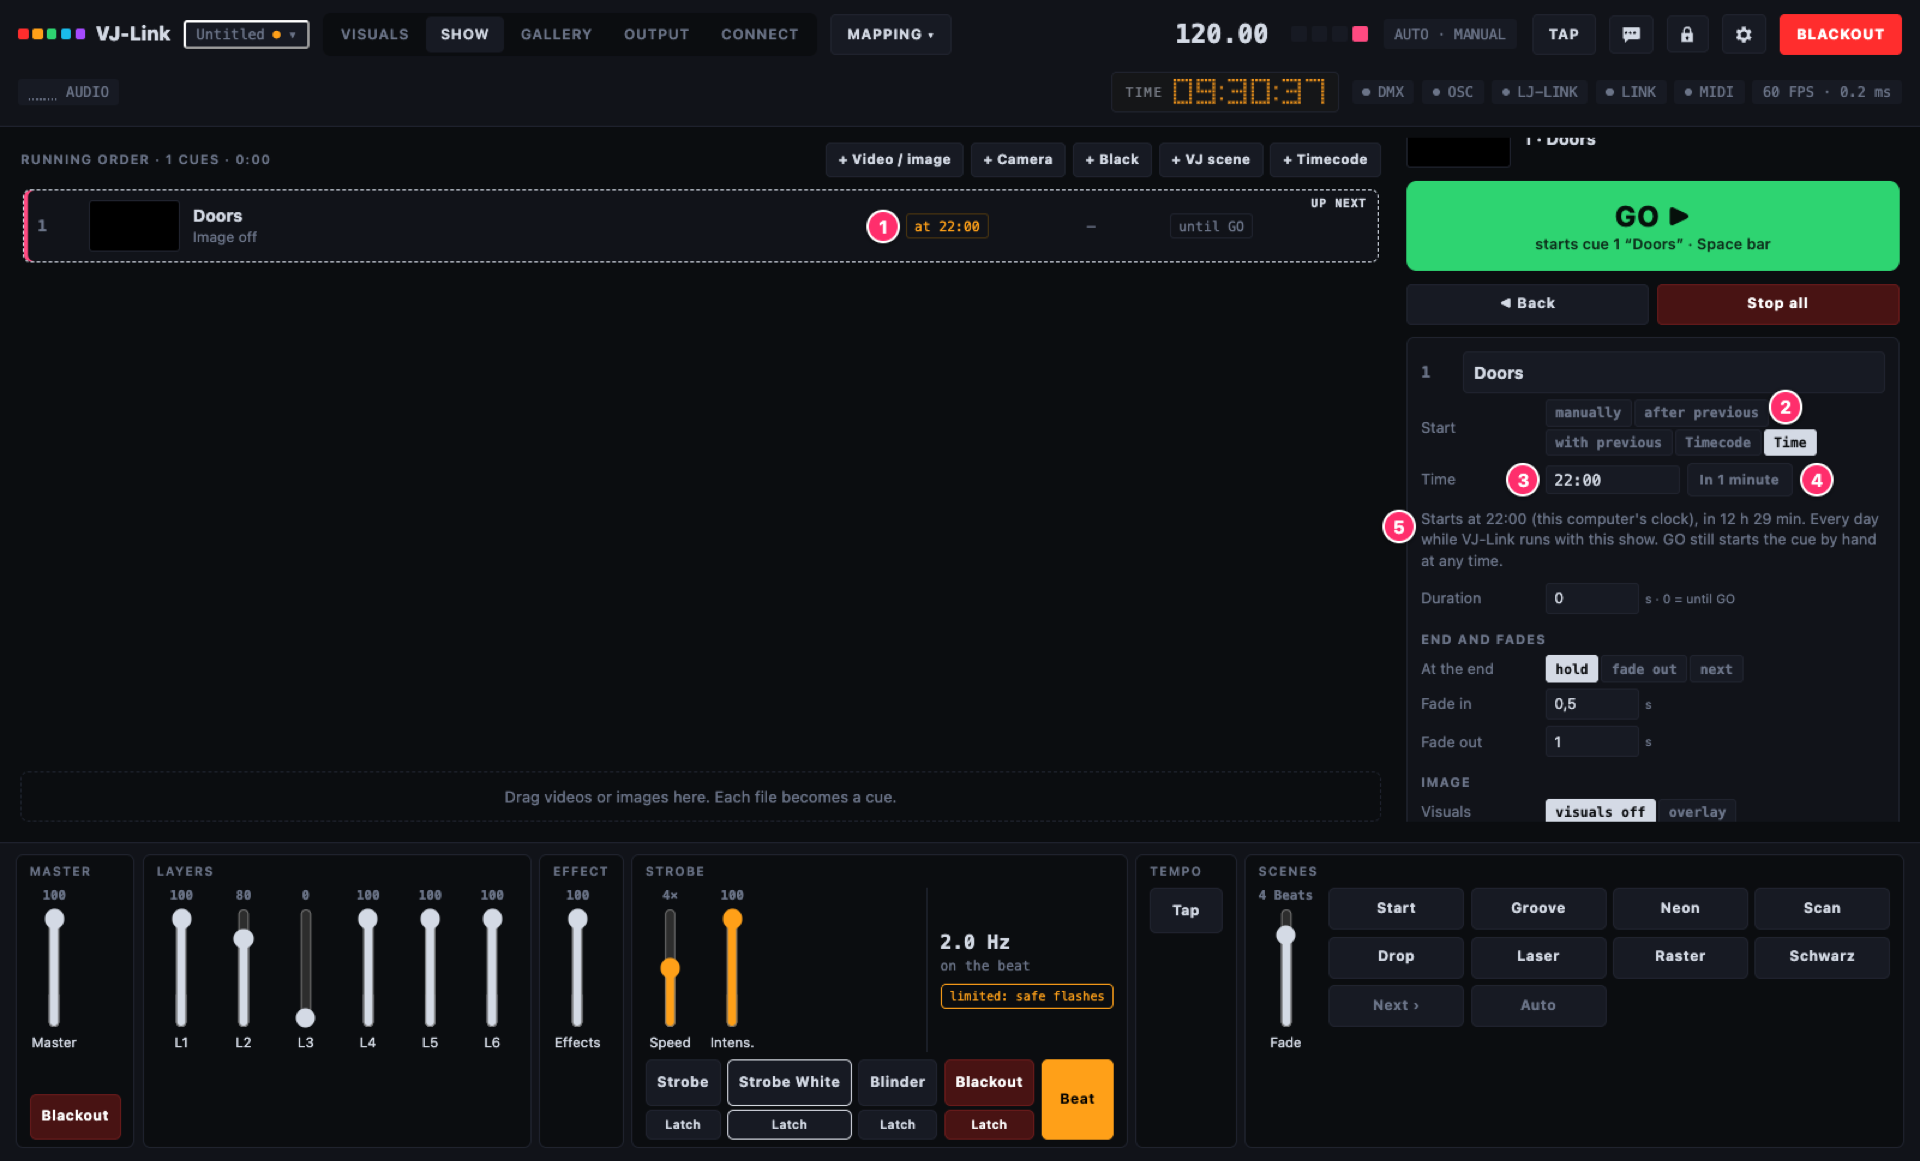 VJ-Link
Untitled
VISUALS
SHOW
GALLERY
OUTPUT
CONNECT
MAPPING
120.00
AUTO · MANUAL
TAP
BLACKOUT
AUDIO
TIME 09:30:37
DMX
OSC
LJ-LINK
LINK
MIDI
60 FPS · 0.2 ms
RUNNING ORDER · 1 CUES · 0:00
+ Video / image
+ Camera
+ Black
+ VJ scene
+ Timecode
1 · Doors
1
Doors
Image off
1
at 22:00
–
until GO
UP NEXT
GO ▶
starts cue 1 “Doors” · Space bar
◀ Back
Stop all
1
Doors
Start
manually
after previous
2
with previous
Timecode
Time
Time
3
22:00
In 1 minute
4
5
Starts at 22:00 (this computer's clock), in 12 h 29 min. Every day
while VJ-Link runs with this show. GO still starts the cue by hand
at any time.
Duration
0
s · 0 = until GO
END AND FADES
At the end
hold
fade out
next
Fade in
0,5
s
Fade out
1
s
IMAGE
Visuals
visuals off
overlay
Drag videos or images here. Each file becomes a cue.
MASTER
100
Master
Blackout
LAYERS
100
80
0
100
100
100
L1
L2
L3
L4
L5
L6
EFFECT
100
Effects
STROBE
4×
100
Speed
Intens.
2.0 Hz
on the beat
limited: safe flashes
Strobe
Strobe White
Blinder
Blackout
Beat
Latch
Latch
Latch
Latch
TEMPO
Tap
SCENES
4 Beats
Fade
Start
Groove
Neon
Scan
Drop
Laser
Raster
Schwarz
Next ›
Auto